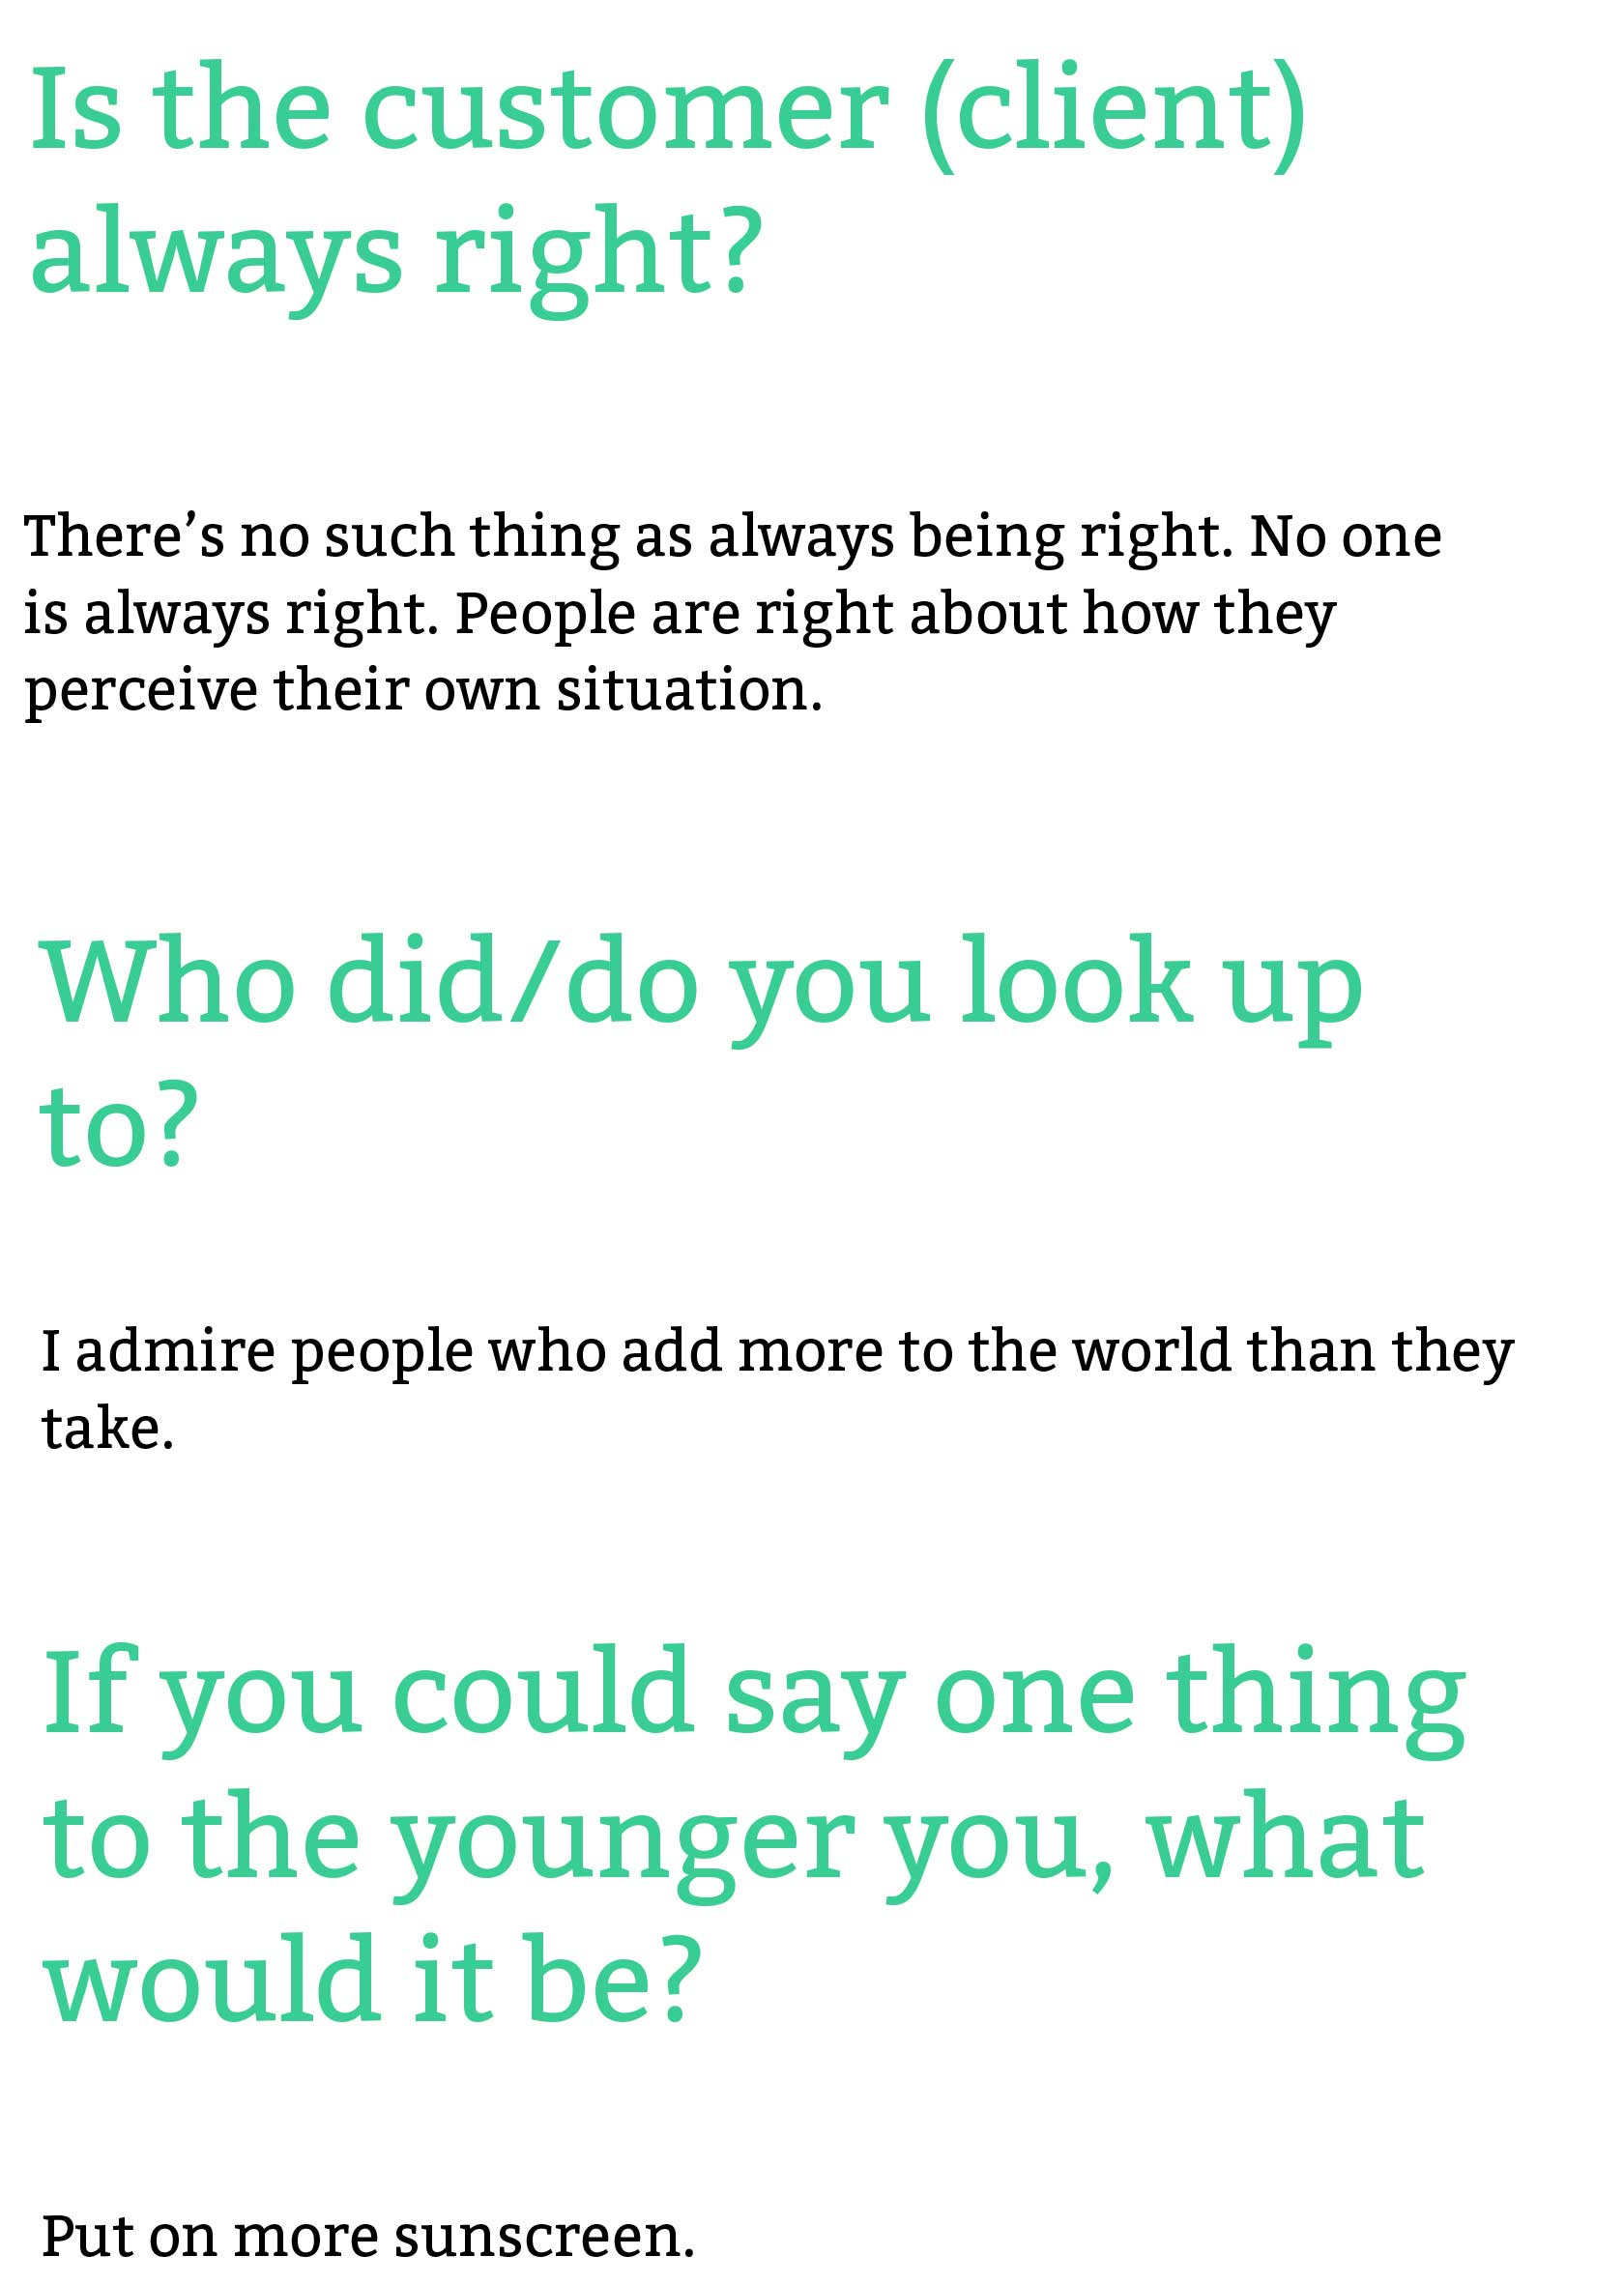 Is the customer (client)
always right?
There’s no such thing as always being right. No one
is always right. People are right about how they
perceive their own situation.
Who did/do you look up
to?
I admire people who add more to the world than they
take.
If you could say one thing
to the younger you, what
would it be?
Put on more sunscreen.